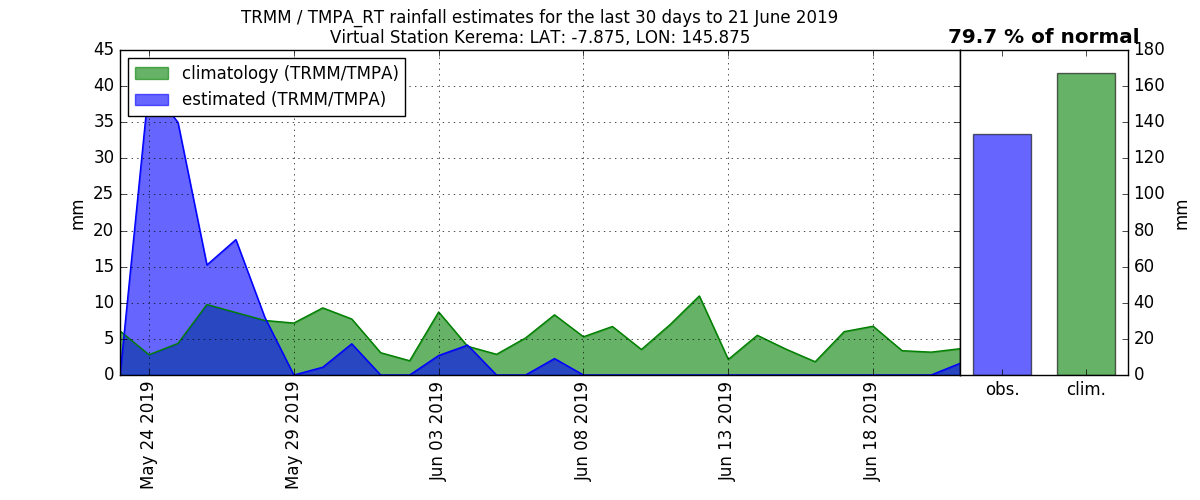 TRMM / TMPA_RT rainfall estimates for the last 30 days to 21 June 2019
Virtual Station Kerema: LAT: -7.875, LON: 145.875
79.7 % of normal
climatology (TRMM/TMPA)
estimated (TRMM/TMPA)
45
40
35
30
25
20
15
10
5
0
mm
May 24 2019
May 29 2019
Jun 03 2019
Jun 08 2019
Jun 13 2019
Jun 18 2019
180
160
140
120
100
80
60
40
20
0
mm
obs.
clim.